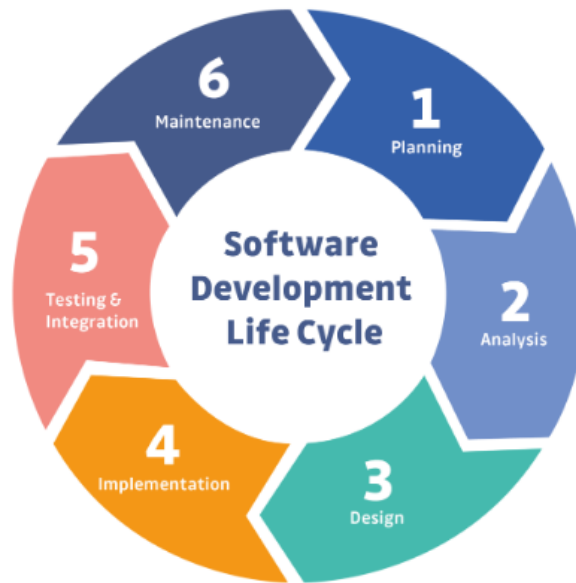 Software
Development
Life Cycle
1
Planning
2
Analysis
3
Design
4
Implementation
5
Testing &
Integration
6
Maintenance